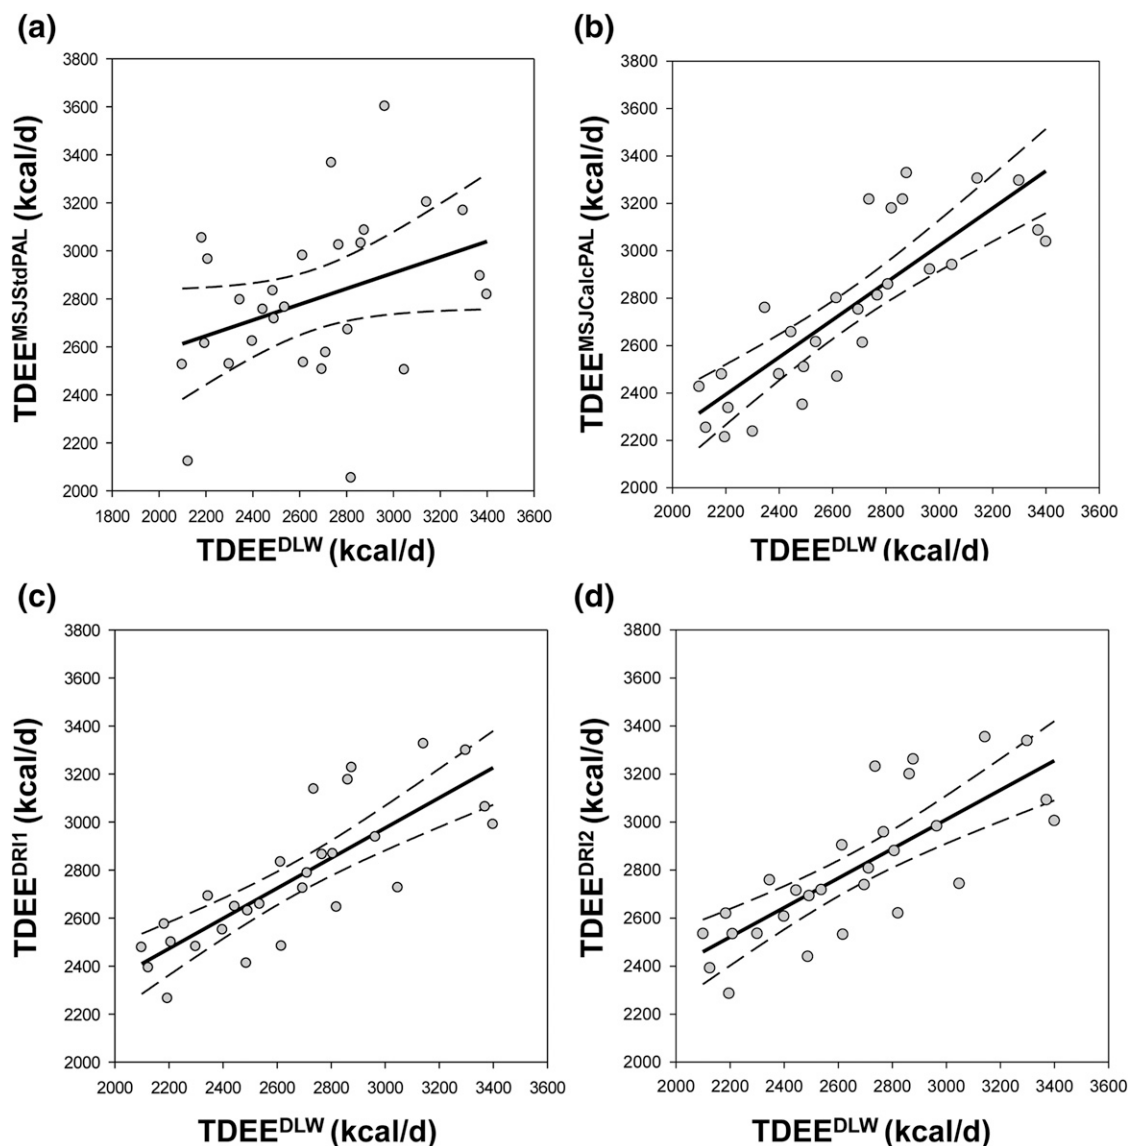 (a)
TDEE^MSJStdPAL (kcal/d)
3800
3600
3400
3200
3000
2800
2600
2400
2200
2000
1800 2000 2200 2400 2600 2800 3000 3200 3400 3600
TDEE^DLW (kcal/d)
(b)
TDEE^MSJCalcPAL (kcal/d)
3800
3600
3400
3200
3000
2800
2600
2400
2200
2000
2000 2200 2400 2600 2800 3000 3200 3400 3600
TDEE^DLW (kcal/d)
(c)
TDEE^DRI1 (kcal/d)
3800
3600
3400
3200
3000
2800
2600
2400
2200
2000
2000 2200 2400 2600 2800 3000 3200 3400 3600
TDEE^DLW (kcal/d)
(d)
TDEE^DRI2 (kcal/d)
3800
3600
3400
3200
3000
2800
2600
2400
2200
2000
2000 2200 2400 2600 2800 3000 3200 3400 3600
TDEE^DLW (kcal/d)